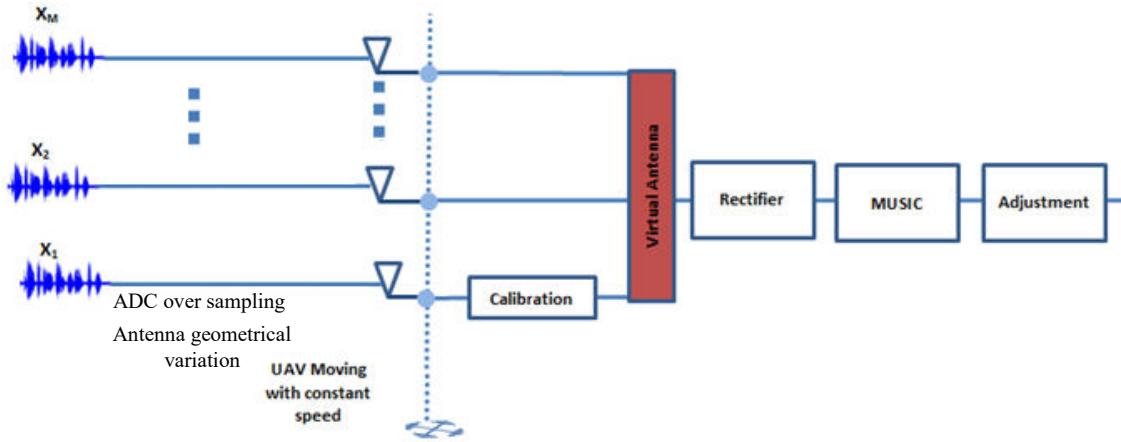 X_M
X_2
X_1
ADC over sampling
Antenna geometrical
variation
UAV Moving
with constant
speed
Calibration
Virtual Antenna
Rectifier
MUSIC
Adjustment